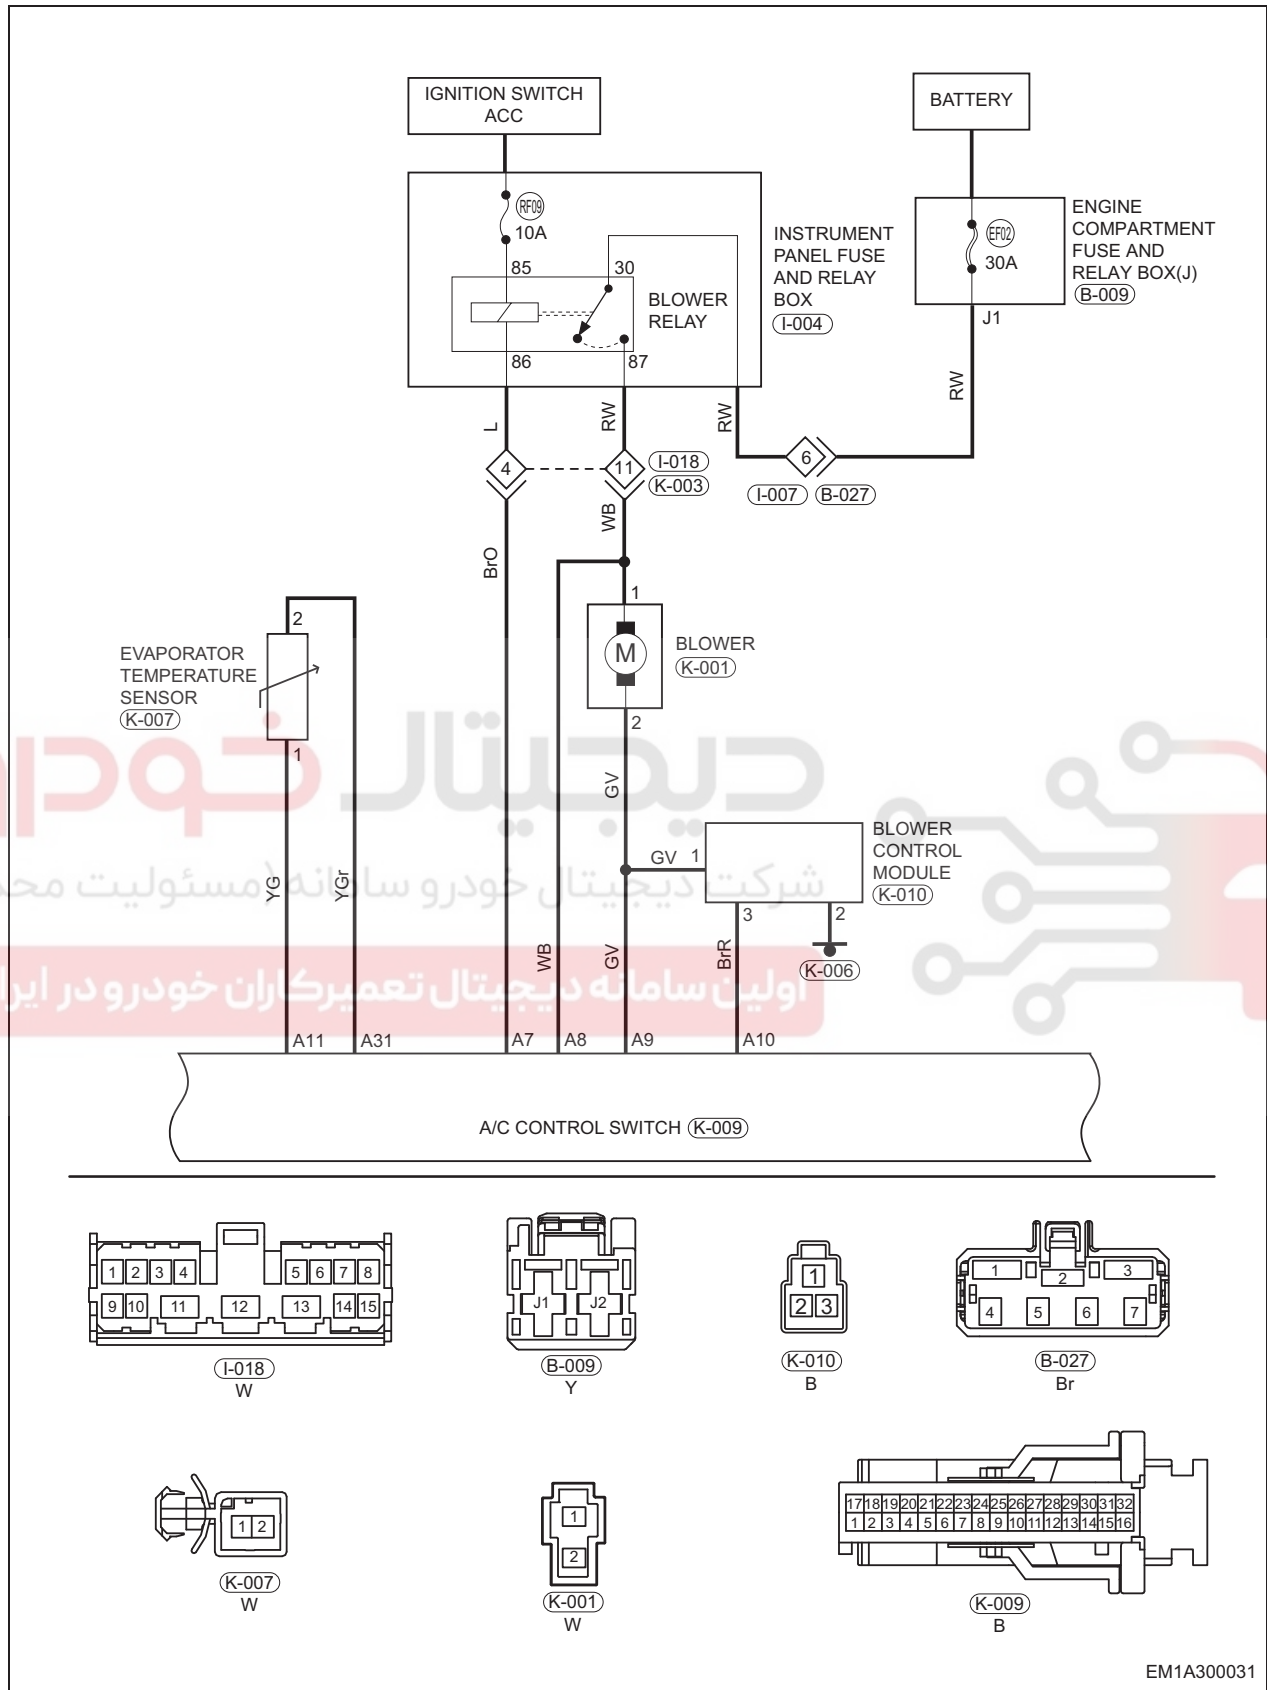 IGNITION SWITCH
ACC
BATTERY
RF09
10A
85
30
BLOWER
RELAY
86
87
INSTRUMENT
PANEL FUSE
AND RELAY
BOX
I-004
EF02
30A
J1
ENGINE
COMPARTMENT
FUSE AND
RELAY BOX(J)
B-009
L
RW
RW
RW
4
11
I-018
K-003
6
I-007
B-027
BrO
WB
1
BLOWER
K-001
M
2
EVAPORATOR
TEMPERATURE
SENSOR
K-007
2
1
GV
GV
1
BLOWER
CONTROL
MODULE
K-010
3
2
K-006
YG
YGr
WB
GV
BrR
دیجیتال خودرو
شرکت دیجیتال خودرو سامانه (مسئولیت محد
اولین سامانه دیجیتال تعمیرکاران خودرو در ایرا
A11
A31
A7
A8
A9
A10
A/C CONTROL SWITCH K-009
1 2 3 4 5 6 7 8
9 10 11 12 13 14 15
I-018
W
J1 J2
B-009
Y
1
2 3
K-010
B
1 2 3
4 5 6 7
B-027
Br
1 2
K-007
W
1
2
K-001
W
17 18 19 20 21 22 23 24 25 26 27 28 29 30 31 32
1 2 3 4 5 6 7 8 9 10 11 12 13 14 15 16
K-009
B
EM1A300031